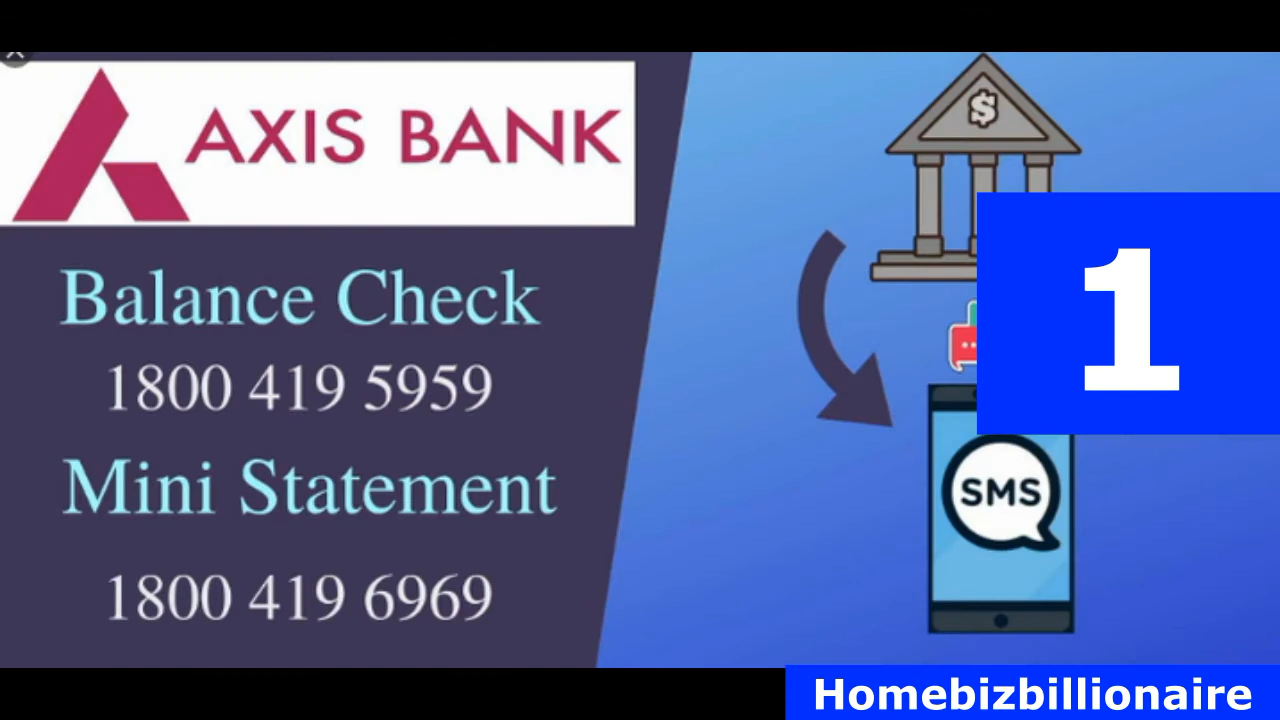 AXIS BANK
Balance Check
1800 419 5959
Mini Statement
1800 419 6969
$
1
SMS
Homebizbillionaire